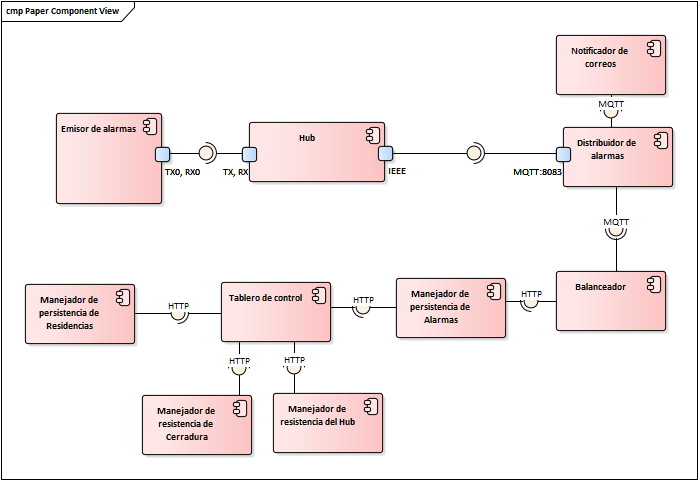 cmp Paper Component View
Notificador de
correos
MQTT
Emisor de alarmas
Hub
Distribuidor de
alarmas
TX0, RX0
TX, RX
IEEE
MQTT:8083
MQTT
Manejador de
persistencia de
Residencias
HTTP
Tablero de control
HTTP
Manejador de
persistencia de
Alarmas
HTTP
Balanceador
HTTP
HTTP
Manejador de
resistencia de
Cerradura
Manejador de
resistencia del Hub